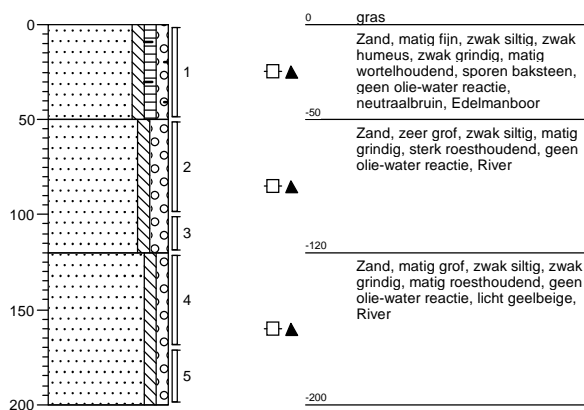 0
50
100
150
200
1
2
3
4
5
0 gras
Zand, matig fijn, zwak siltig, zwak
humeus, zwak grindig, matig
wortelhoudend, sporen baksteen,
geen olie-water reactie,
neutraalbruin, Edelmanboor
-50
Zand, zeer grof, zwak siltig, matig
grindig, sterk roesthoudend, geen
olie-water reactie, River
-120
Zand, matig grof, zwak siltig, zwak
grindig, matig roesthoudend, geen
olie-water reactie, licht geelbeige,
River
-200